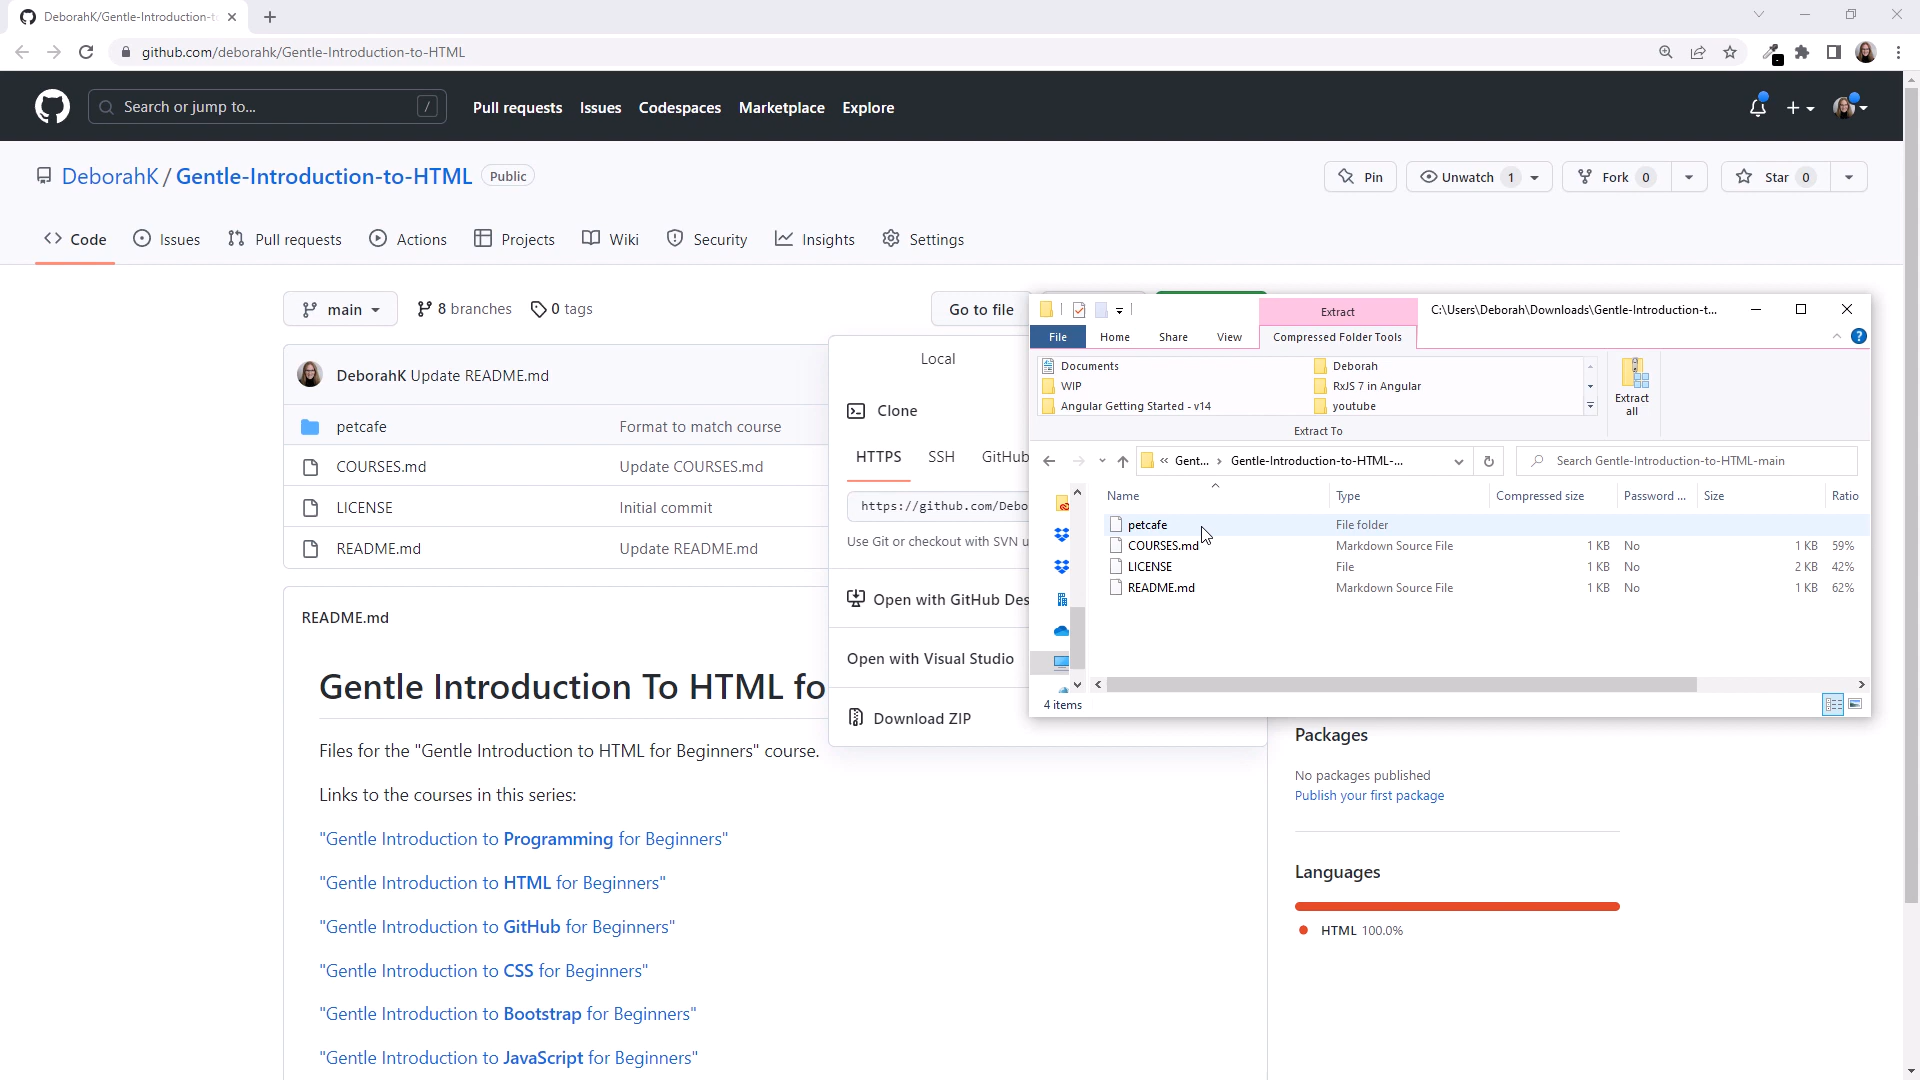 DeborahK/Gentle-Introduction-t
github.com/deborahk/Gentle-Introduction-to-HTML
Search or jump to... /
Pull requests Issues Codespaces Marketplace Explore
DeborahK / Gentle-Introduction-to-HTML Public
Pin Unwatch 1 Fork 0 Star 0
Code Issues Pull requests Actions Projects Wiki Security Insights Settings
main 8 branches 0 tags Go to file
DeborahK Update README.md
petcafe Format to match course
COURSES.md Update COURSES.md
LICENSE Initial commit
README.md Update README.md
Local
Clone
HTTPS SSH GitHub
https://github.com/Debo
Use Git or checkout with SVN u
Open with GitHub Des
Open with Visual Studio
Download ZIP
Extract C:\Users\Deborah\Downloads\Gentle-Introduction-t...
File Home Share View Compressed Folder Tools
Documents Deborah
WIP RxJS 7 in Angular
Angular Getting Started - v14 youtube
Extract all
Extract To
« Gent... › Gentle-Introduction-to-HTML-... Search Gentle-Introduction-to-HTML-main
Name Type Compressed size Password ... Size Ratio
petcafe File folder
COURSES.md Markdown Source File 1 KB No 1 KB 59%
LICENSE File 1 KB No 2 KB 42%
README.md Markdown Source File 1 KB No 1 KB 62%
4 items
README.md
Gentle Introduction To HTML fo
Files for the "Gentle Introduction to HTML for Beginners" course.
Links to the courses in this series:
"Gentle Introduction to Programming for Beginners"
"Gentle Introduction to HTML for Beginners"
"Gentle Introduction to GitHub for Beginners"
"Gentle Introduction to CSS for Beginners"
"Gentle Introduction to Bootstrap for Beginners"
"Gentle Introduction to JavaScript for Beginners"
Packages
No packages published
Publish your first package
Languages
HTML 100.0%